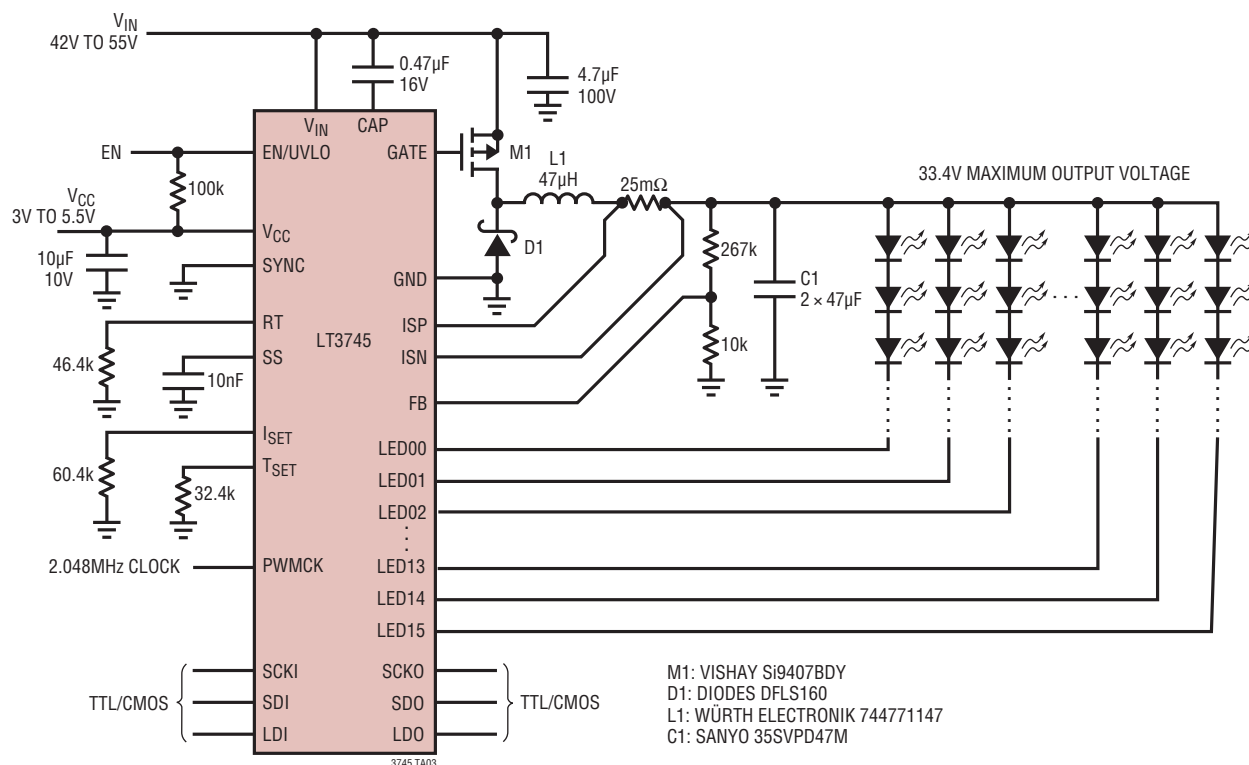 VIN
42V TO 55V
0.47µF
16V
4.7µF
100V
VIN
CAP
EN
EN/UVLO
GATE
M1
L1
47µH
25mΩ
33.4V MAXIMUM OUTPUT VOLTAGE
100k
VCC
3V TO 5.5V
VCC
D1
267k
10µF
10V
SYNC
GND
C1
2 × 47µF
RT
ISP
LT3745
10k
46.4k
SS
ISN
10nF
FB
ISET
LED00
60.4k
TSET
32.4k
LED01
LED02
2.048MHz CLOCK
PWMCK
LED13
LED14
LED15
TTL/CMOS
SCKI
SDI
LDI
SCKO
SDO
LDO
TTL/CMOS
M1: VISHAY Si9407BDY
D1: DIODES DFLS160
L1: WÜRTH ELECTRONIK 744771147
C1: SANYO 35SVPD47M
3745 TA03